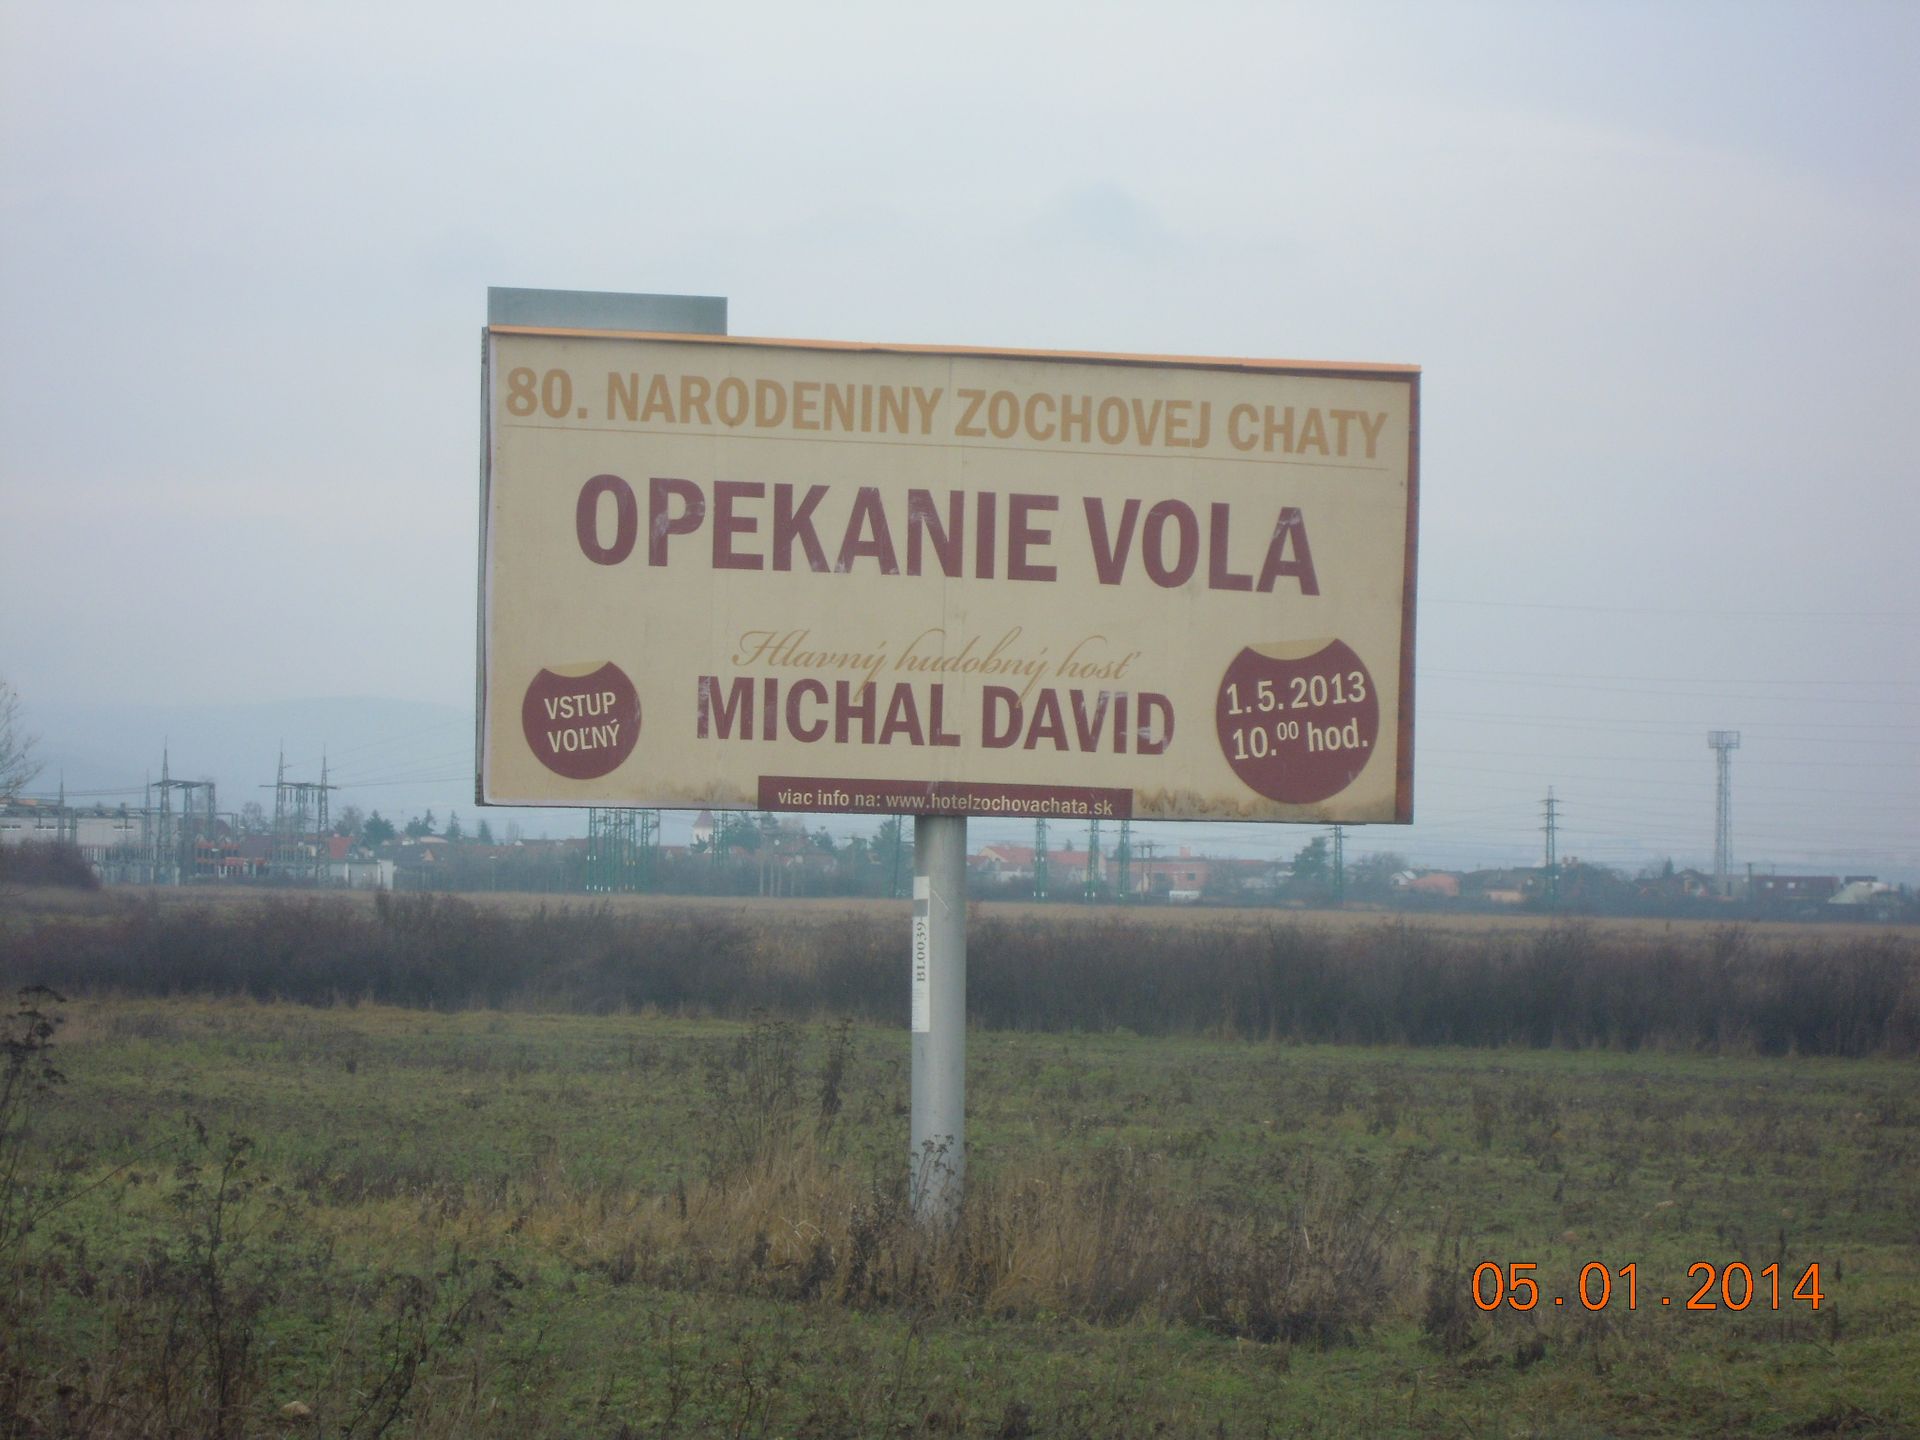 80. NARODENINY ZOCHOVEJ CHATY
OPEKANIE VOLA
Hlavný hudobný hosť
MICHAL DAVID
VSTUP
VOĽNÝ
1.5.2013
10.00 hod.
viac info na: www.hotelzochovachata.sk
BL0039
05.01.2014